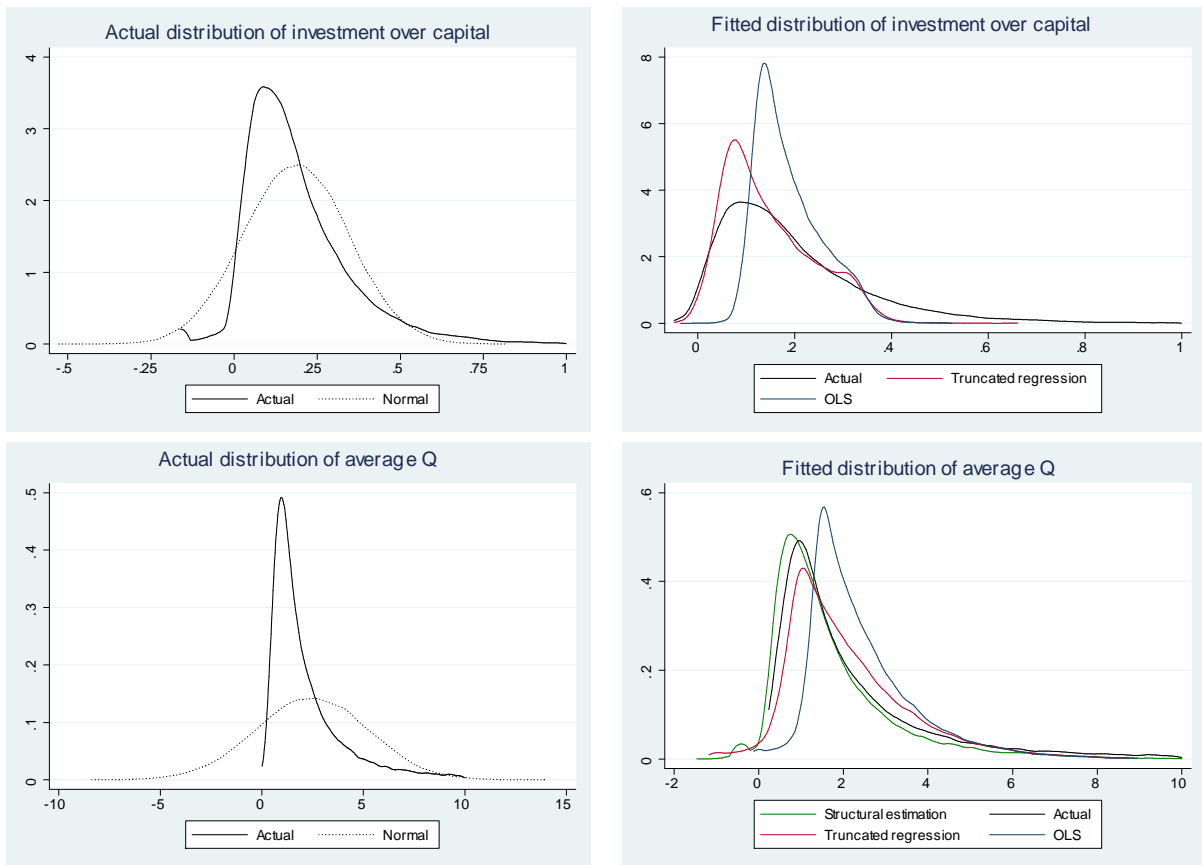 Actual distribution of investment over capital
4
3
2
1
0
-.5 -.25 0 .25 .5 .75 1
Actual Normal
Fitted distribution of investment over capital
8
6
4
2
0
0 .2 .4 .6 .8 1
Actual Truncated regression
OLS
Actual distribution of average Q
.5
.4
.3
.2
.1
0
-10 -5 0 5 10 15
Actual Normal
Fitted distribution of average Q
.6
.4
.2
0
-2 0 2 4 6 8 10
Structural estimation Actual
Truncated regression OLS